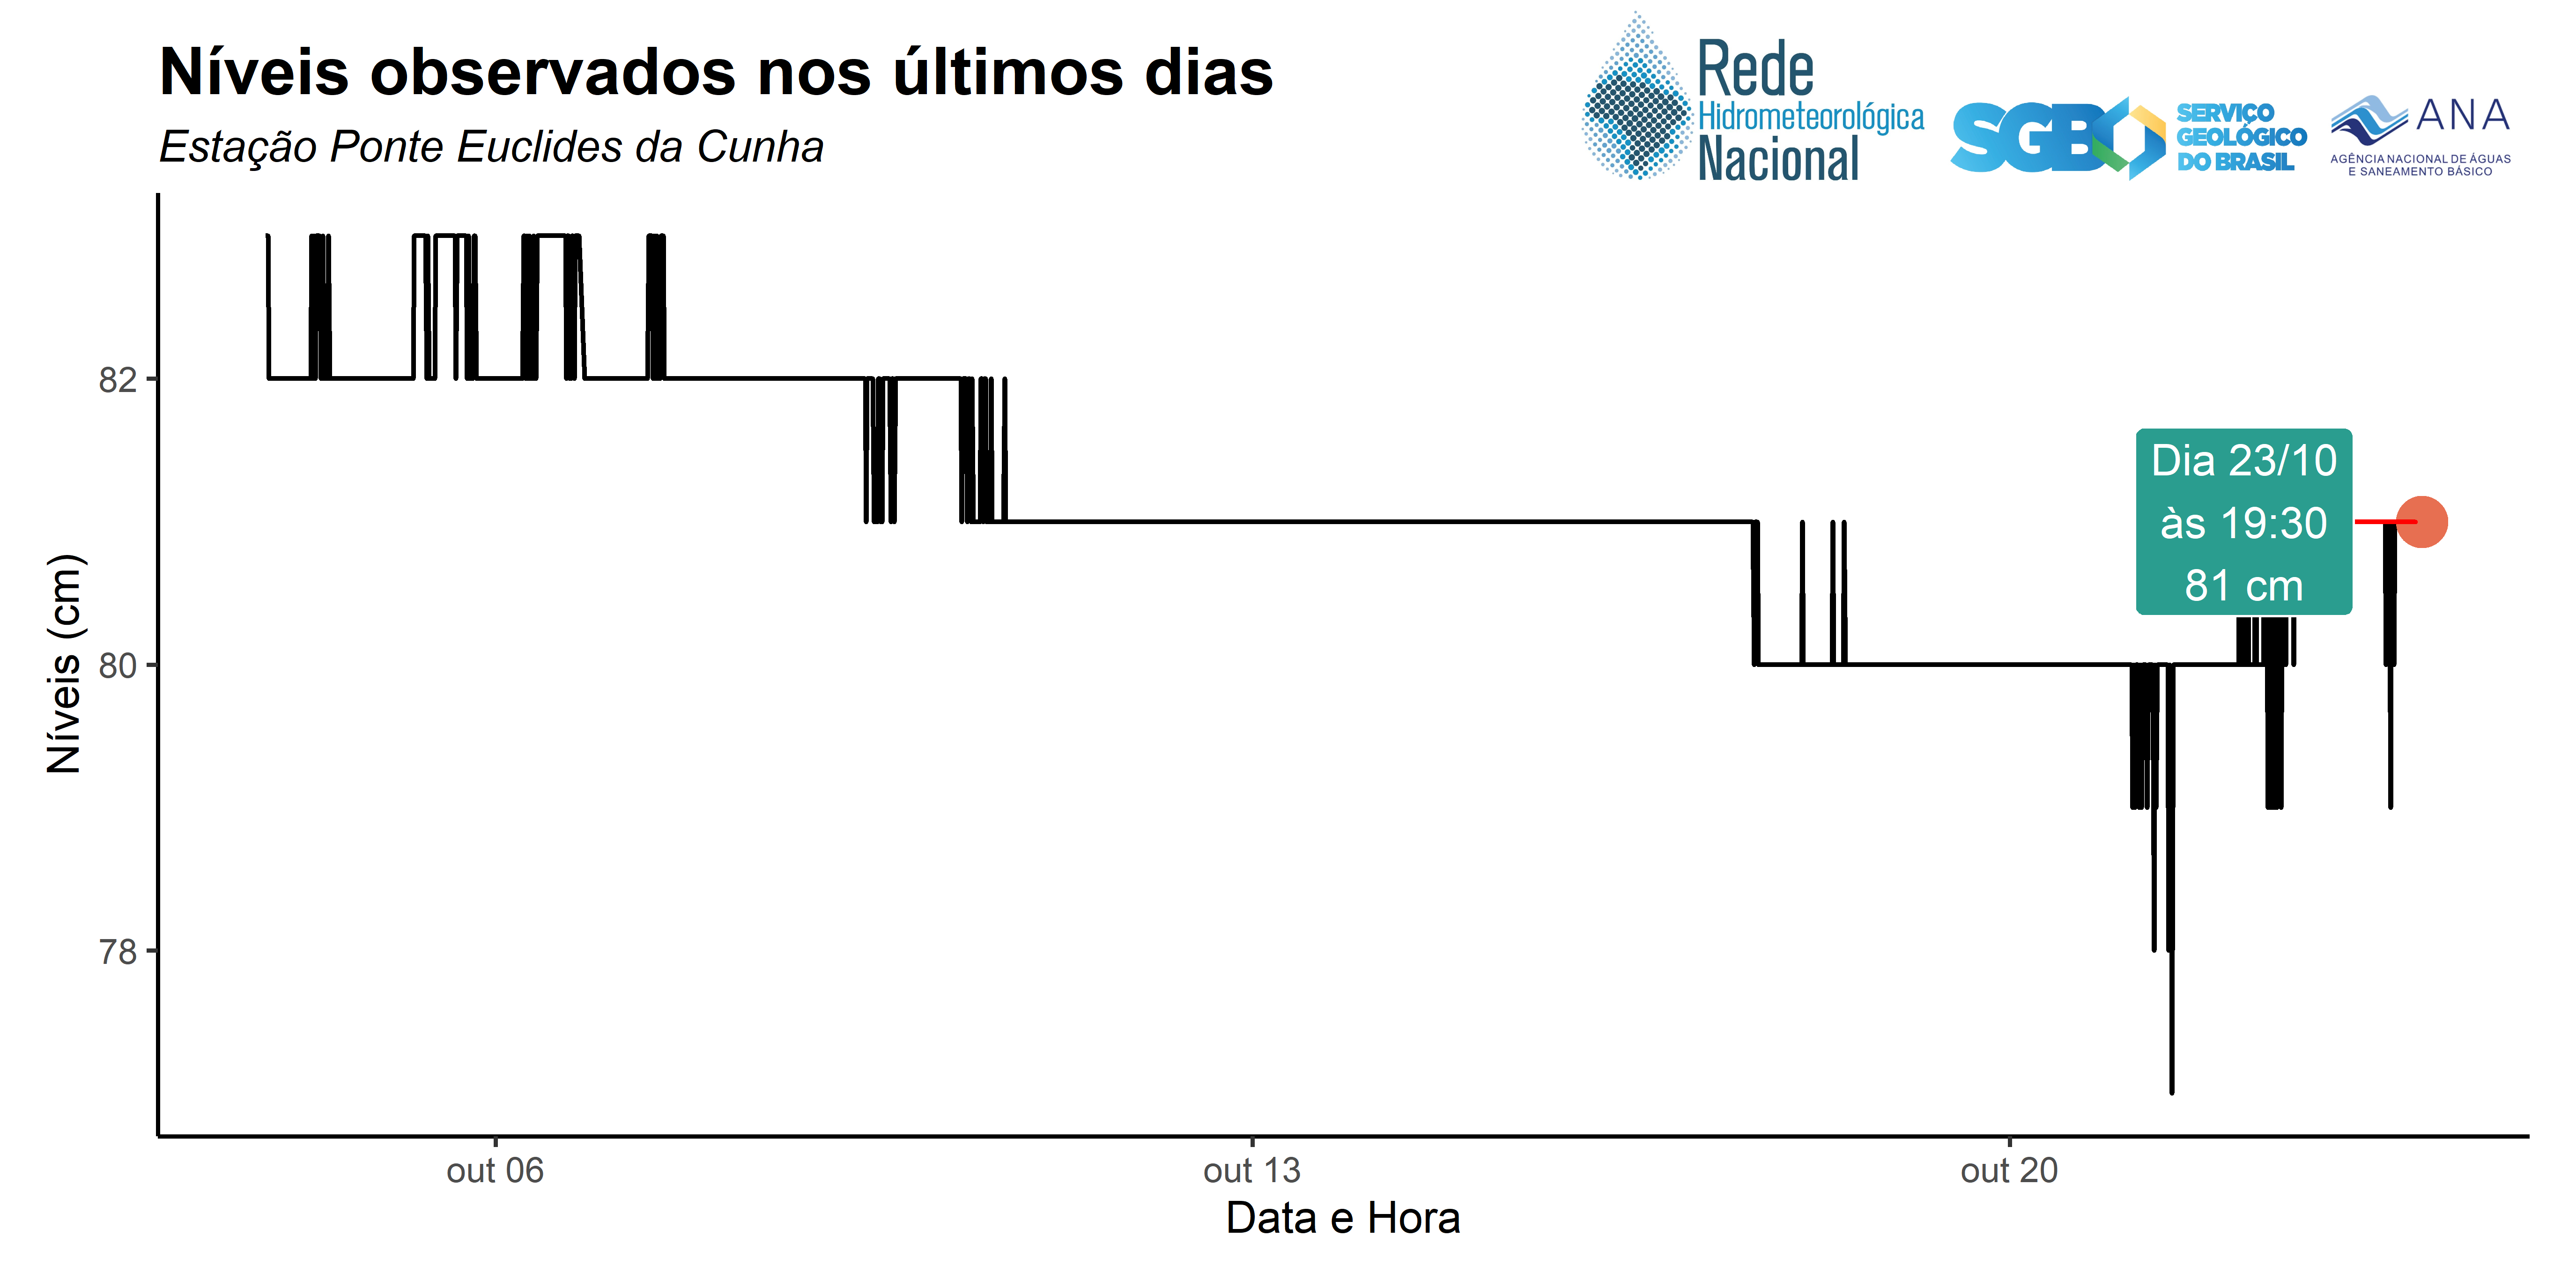 Níveis observados nos últimos dias
Estação Ponte Euclides da Cunha
Rede
Hidrometeorológica
Nacional
SGB
SERVIÇO
GEOLÓGICO
DO BRASIL
ANA
AGÊNCIA NACIONAL DE ÁGUAS
E SANEAMENTO BÁSICO
Níveis (cm)
82
80
78
Dia 23/10
às 19:30
81 cm
out 06
out 13
out 20
Data e Hora